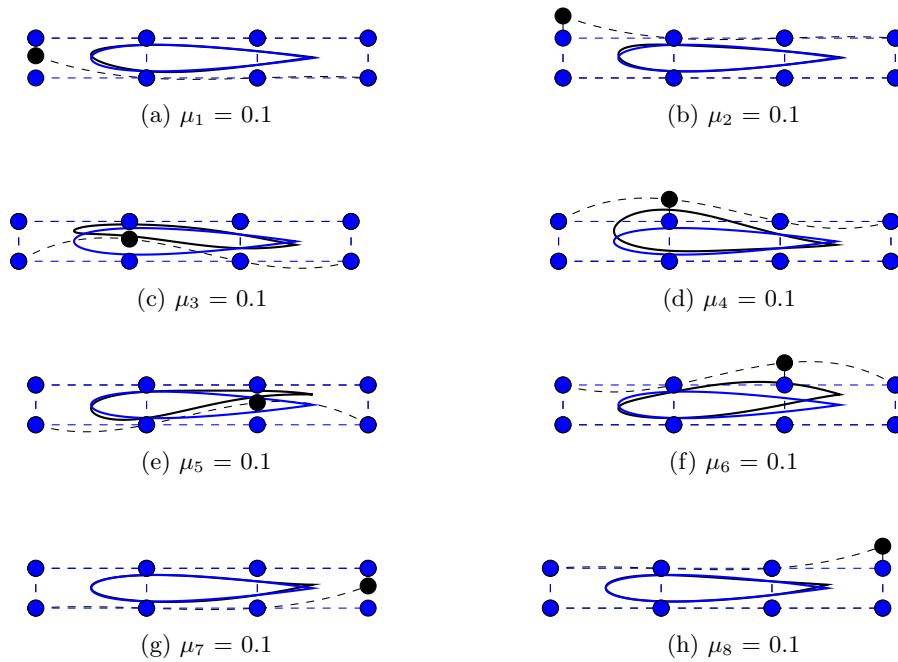 (a) μ₁ = 0.1
(b) μ₂ = 0.1
(c) μ₃ = 0.1
(d) μ₄ = 0.1
(e) μ₅ = 0.1
(f) μ₆ = 0.1
(g) μ₇ = 0.1
(h) μ₈ = 0.1